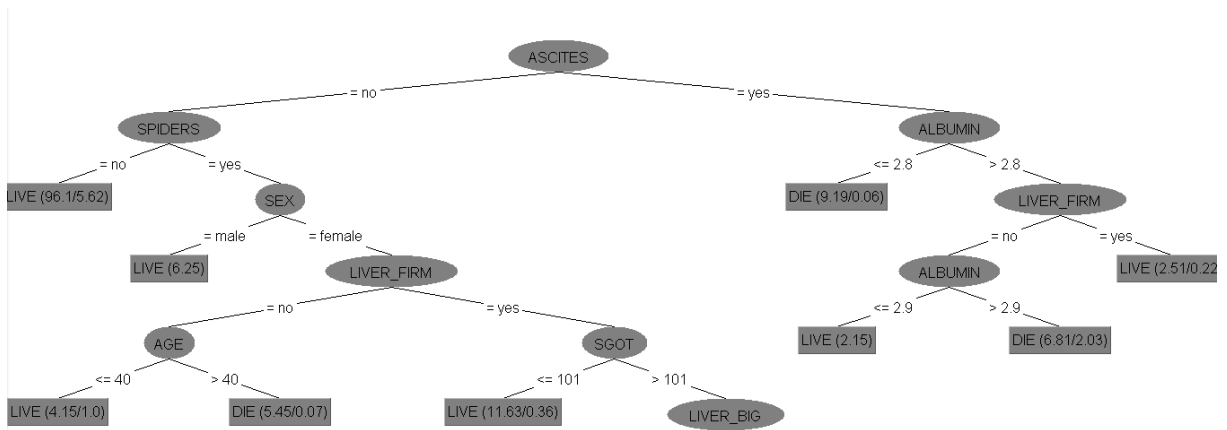 ASCITES
= no
= yes
SPIDERS
ALBUMIN
= no
= yes
<= 2.8
> 2.8
LIVE (96.1/5.62)
SEX
DIE (9.19/0.06)
LIVER_FIRM
= male
= female
= no
= yes
LIVE (6.25)
LIVER_FIRM
ALBUMIN
LIVE (2.51/0.22
= no
= yes
<= 2.9
> 2.9
AGE
SGOT
LIVE (2.15)
DIE (6.81/2.03)
<= 40
> 40
<= 101
> 101
LIVE (4.15/1.0)
DIE (5.45/0.07)
LIVE (11.63/0.36)
LIVER_BIG